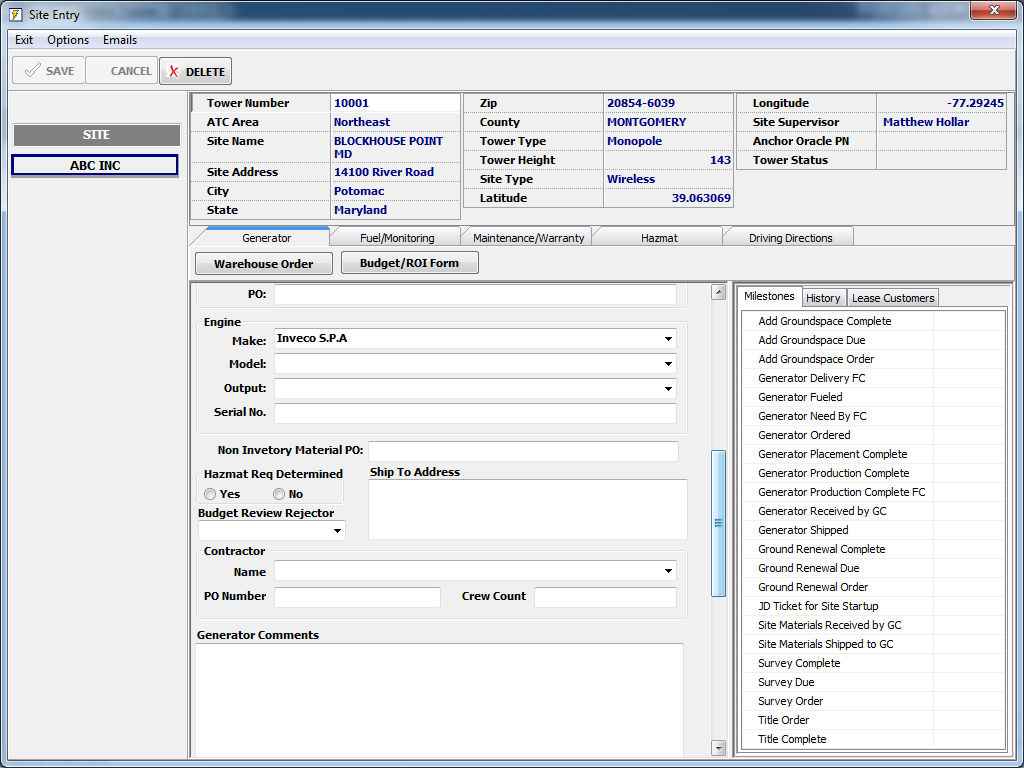 Site Entry
Exit Options Emails
SAVE CANCEL DELETE
SITE
ABC INC
Tower Number 10001
ATC Area Northeast
Site Name BLOCKHOUSE POINT
MD
Site Address 14100 River Road
City Potomac
State Maryland
Zip 20854-6039
County MONTGOMERY
Tower Type Monopole
Tower Height 143
Site Type Wireless
Latitude 39.063069
Longitude -77.29245
Site Supervisor Matthew Hollar
Anchor Oracle PN
Tower Status
Generator Fuel/Monitoring Maintenance/Warranty Hazmat Driving Directions
Warehouse Order Budget/ROI Form
PO:
Engine
Make: Inveco S.P.A
Model:
Output:
Serial No.
Non Invetory Material PO:
Hazmat Req Determined
Yes No
Ship To Address
Budget Review Rejector
Contractor
Name
PO Number Crew Count
Generator Comments
Milestones History Lease Customers
Add Groundspace Complete
Add Groundspace Due
Add Groundspace Order
Generator Delivery FC
Generator Fueled
Generator Need By FC
Generator Ordered
Generator Placement Complete
Generator Production Complete
Generator Production Complete FC
Generator Received by GC
Generator Shipped
Ground Renewal Complete
Ground Renewal Due
Ground Renewal Order
JD Ticket for Site Startup
Site Materials Received by GC
Site Materials Shipped to GC
Survey Complete
Survey Due
Survey Order
Title Order
Title Complete